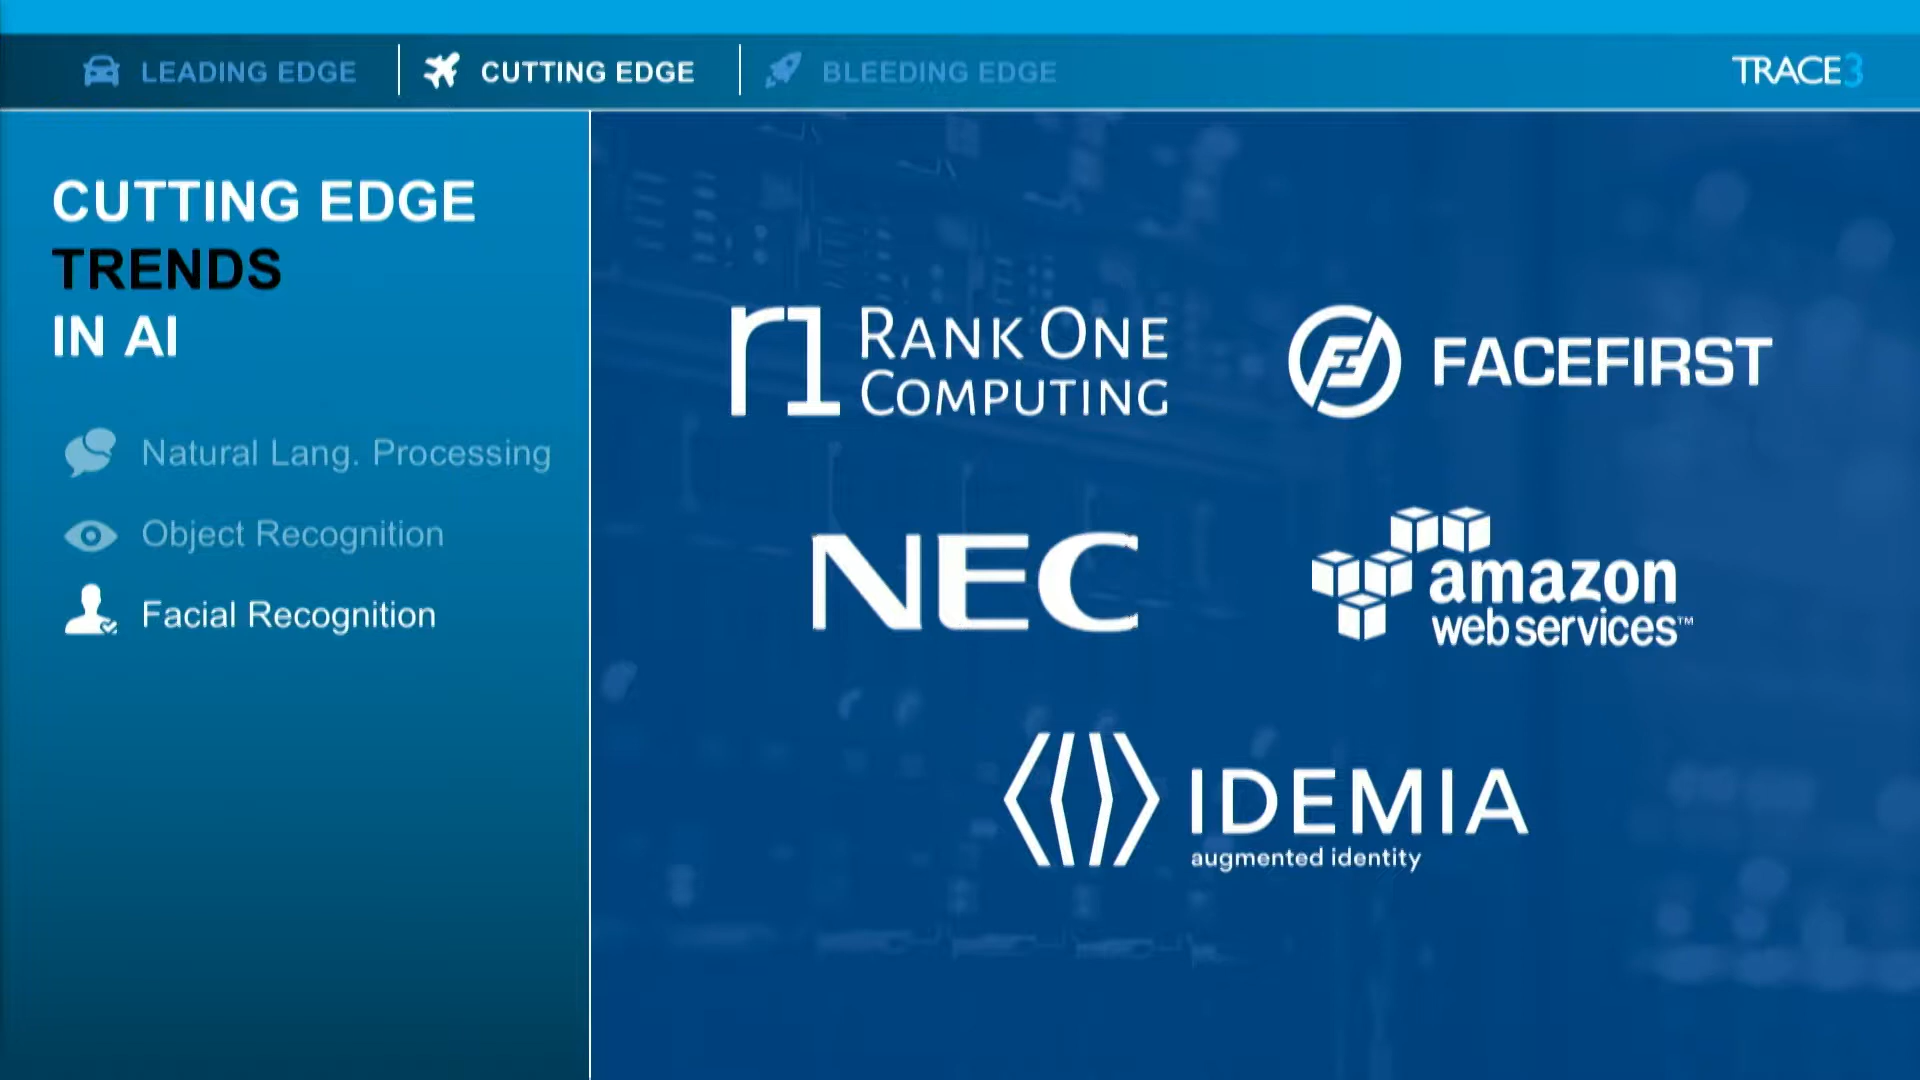 LEADING EDGE
CUTTING EDGE
BLEEDING EDGE
TRACE3
CUTTING EDGE
TRENDS
IN AI
Natural Lang. Processing
Object Recognition
Facial Recognition
RANK ONE
COMPUTING
FACEFIRST
NEC
amazon
web services™
IDEMIA
augmented identity